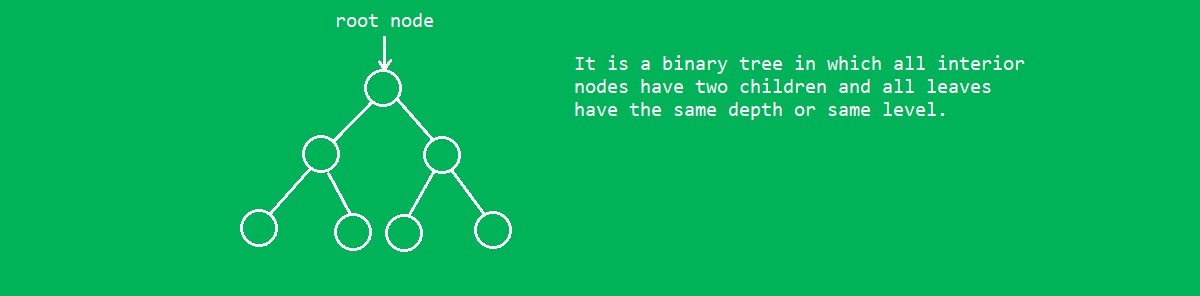 root node
It is a binary tree in which all interior
nodes have two children and all leaves
have the same depth or same level.